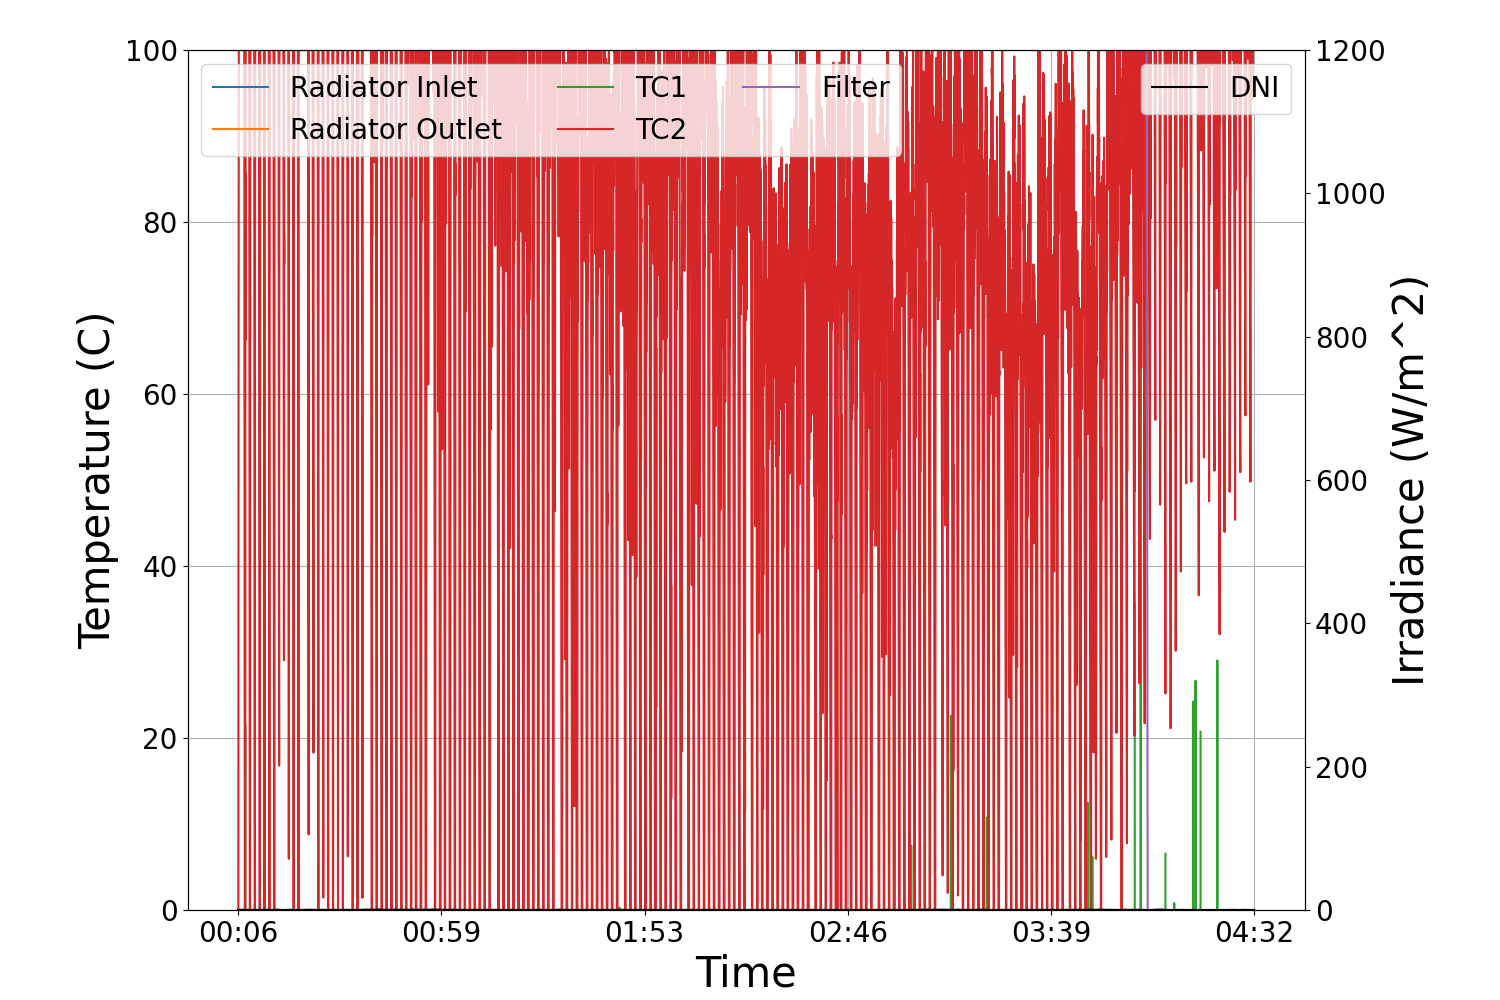 100
80
60
40
20
0
Temperature (C)
Radiator Inlet
Radiator Outlet
TC1
TC2
Filter
DNI
1200
1000
800
600
400
200
0
Irradiance (W/m^2)
00:06
00:59
01:53
02:46
03:39
04:32
Time